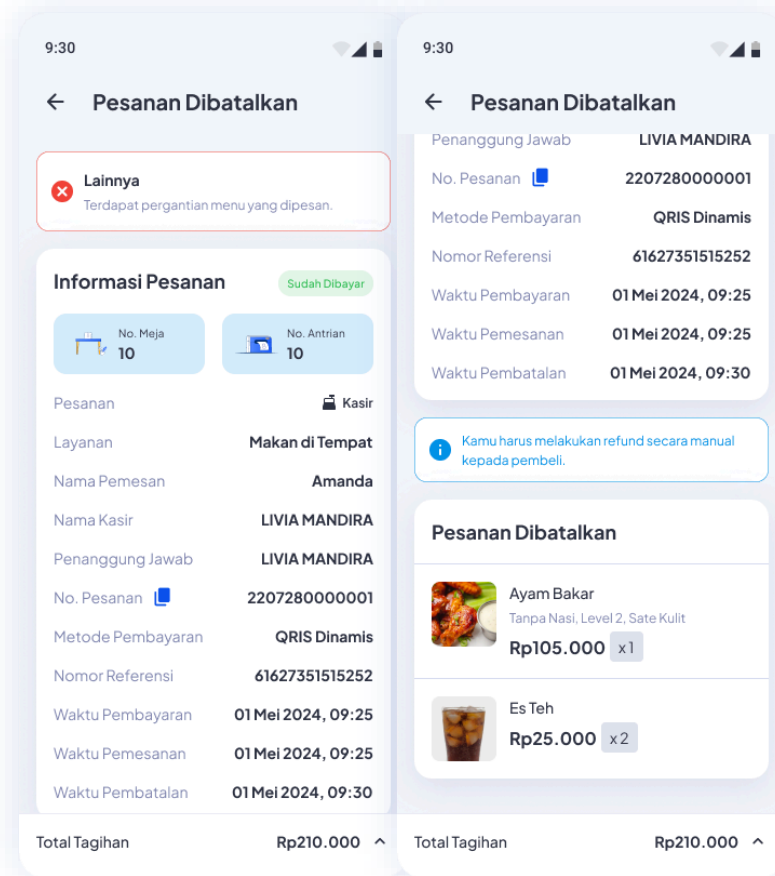 9:30
Pesanan Dibatalkan
Lainnya
Terdapat pergantian menu yang dipesan.
Informasi Pesanan
Sudah Dibayar
No. Meja
10
No. Antrian
10
Pesanan Kasir
Layanan Makan di Tempat
Nama Pemesan Amanda
Nama Kasir LIVIA MANDIRA
Penanggung Jawab LIVIA MANDIRA
No. Pesanan 2207280000001
Metode Pembayaran QRIS Dinamis
Nomor Referensi 61627351515252
Waktu Pembayaran 01 Mei 2024, 09:25
Waktu Pemesanan 01 Mei 2024, 09:25
Waktu Pembatalan 01 Mei 2024, 09:30
Total Tagihan Rp210.000
9:30
Pesanan Dibatalkan
Penanggung Jawab LIVIA MANDIRA
No. Pesanan 2207280000001
Metode Pembayaran QRIS Dinamis
Nomor Referensi 61627351515252
Waktu Pembayaran 01 Mei 2024, 09:25
Waktu Pemesanan 01 Mei 2024, 09:25
Waktu Pembatalan 01 Mei 2024, 09:30
Kamu harus melakukan refund secara manual
kepada pembeli.
Pesanan Dibatalkan
Ayam Bakar
Tanpa Nasi, Level 2, Sate Kulit
Rp105.000 x1
Es Teh
Rp25.000 x2
Total Tagihan Rp210.000